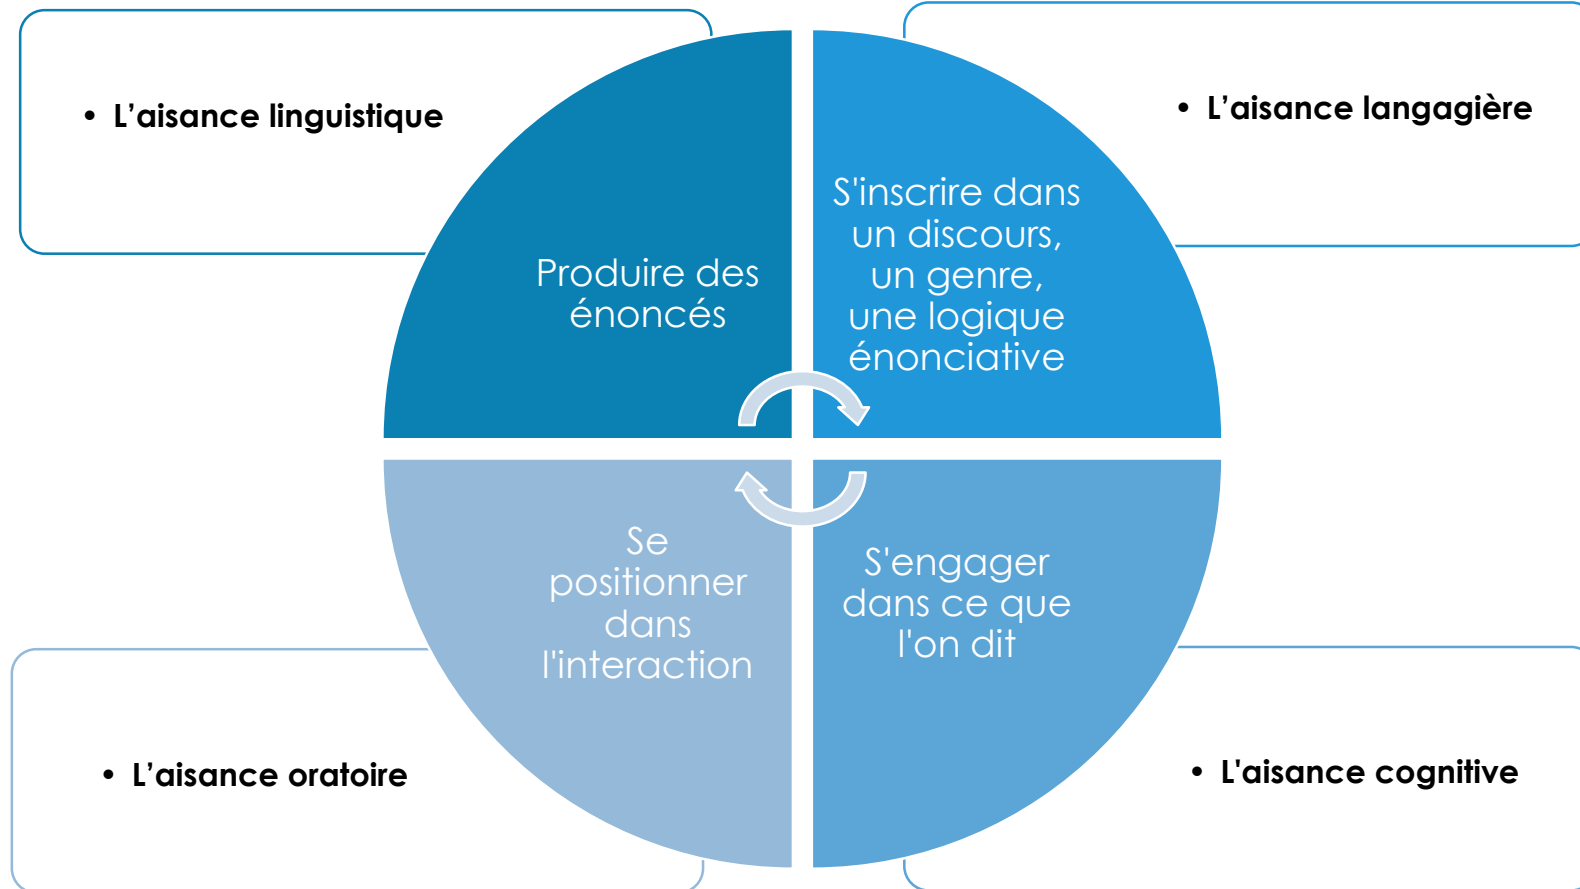 • L’aisance linguistique
• L’aisance langagière
Produire des
énoncés
S'inscrire dans
un discours,
un genre,
une logique
énonciative
Se
positionner
dans
l'interaction
S'engager
dans ce que
l'on dit
• L’aisance oratoire
• L'aisance cognitive